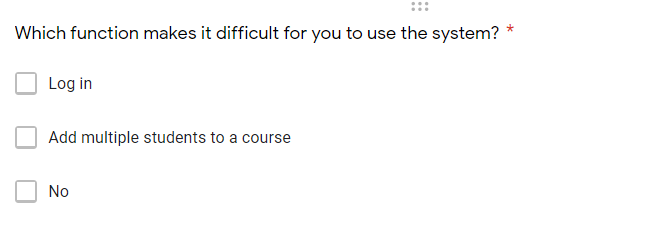 Which function makes it difficult for you to use the system? *
Log in
Add multiple students to a course
No